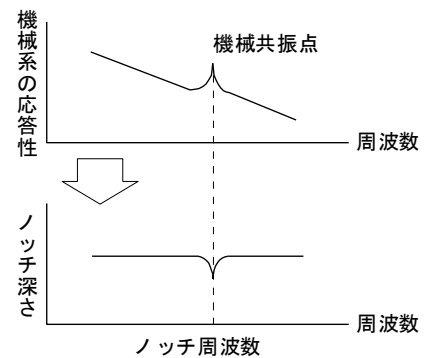 機械系の応答性
機械共振点
周波数
ノッチ深さ
周波数
ノッチ周波数